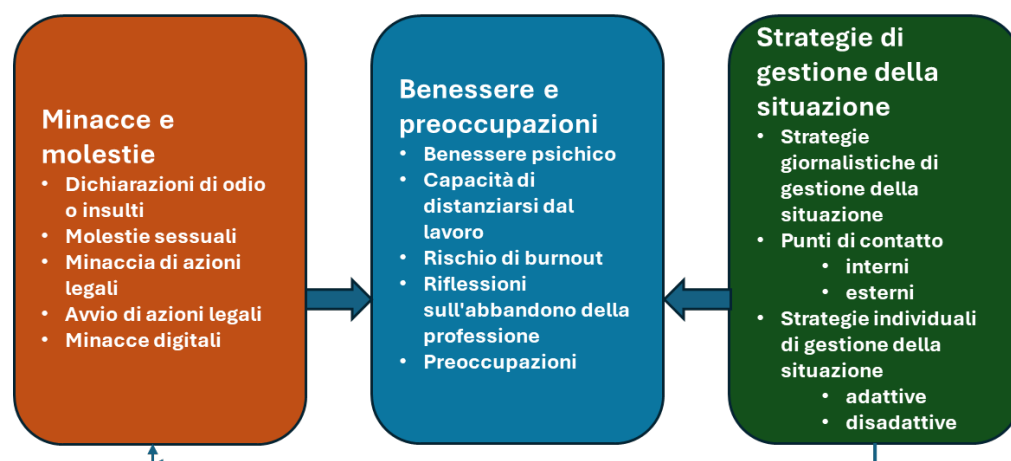 Minacce e
molestie
• Dichiarazioni di odio
o insulti
• Molestie sessuali
• Minaccia di azioni
legali
• Avvio di azioni legali
• Minacce digitali
Benessere e
preoccupazioni
• Benessere psichico
• Capacità di
distanziarsi dal
lavoro
• Rischio di burnout
• Riflessioni
sull'abbandono della
professione
• Preoccupazioni
Strategie di
gestione della
situazione
• Strategie
giornalistiche di
gestione della
situazione
• Punti di contatto
• interni
• esterni
• Strategie individuali
di gestione della
situazione
• adattive
• disadattive